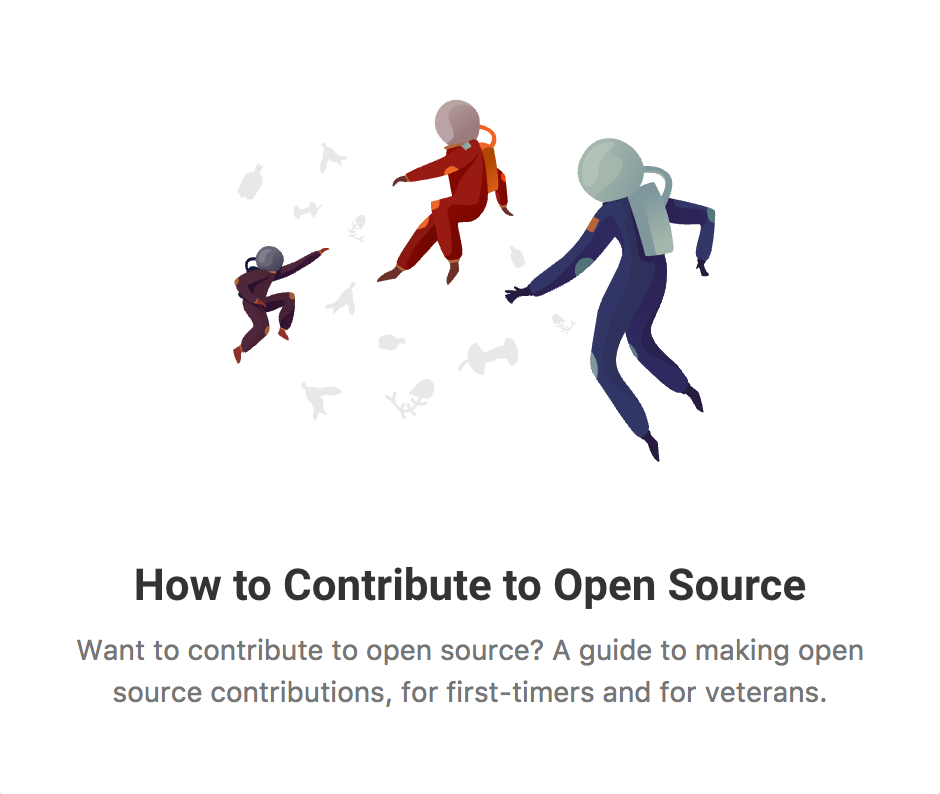 How to Contribute to Open Source
Want to contribute to open source? A guide to making open
source contributions, for first-timers and for veterans.